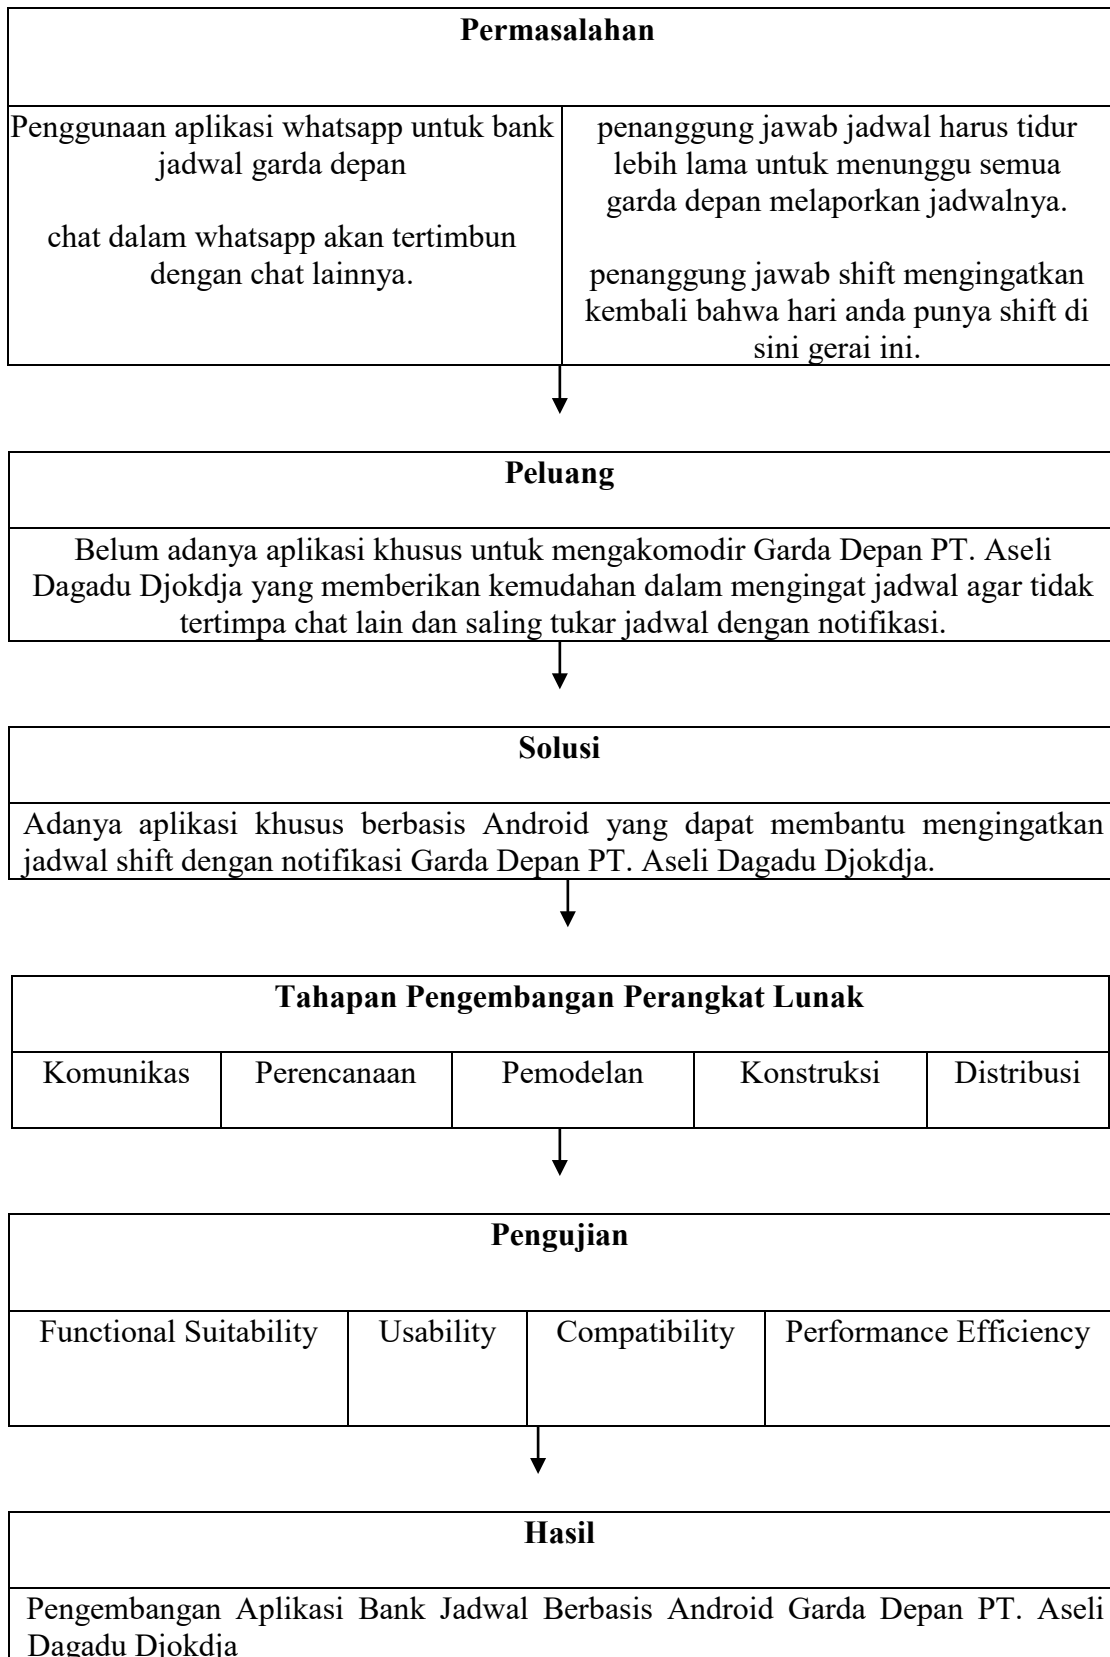 Permasalahan
Penggunaan aplikasi whatsapp untuk bank
jadwal garda depan
chat dalam whatsapp akan tertimbun
dengan chat lainnya.
penanggung jawab jadwal harus tidur
lebih lama untuk menunggu semua
garda depan melaporkan jadwalnya.
penanggung jawab shift mengingatkan
kembali bahwa hari anda punya shift di
sini gerai ini.
Peluang
Belum adanya aplikasi khusus untuk mengakomodir Garda Depan PT. Aseli
Dagadu Djokdja yang memberikan kemudahan dalam mengingat jadwal agar tidak
tertimpa chat lain dan saling tukar jadwal dengan notifikasi.
Solusi
Adanya aplikasi khusus berbasis Android yang dapat membantu mengingatkan
jadwal shift dengan notifikasi Garda Depan PT. Aseli Dagadu Djokdja.
Tahapan Pengembangan Perangkat Lunak
Komunikas
Perencanaan
Pemodelan
Konstruksi
Distribusi
Pengujian
Functional Suitability
Usability
Compatibility
Performance Efficiency
Hasil
Pengembangan Aplikasi Bank Jadwal Berbasis Android Garda Depan PT. Aseli
Dagadu Djokdja